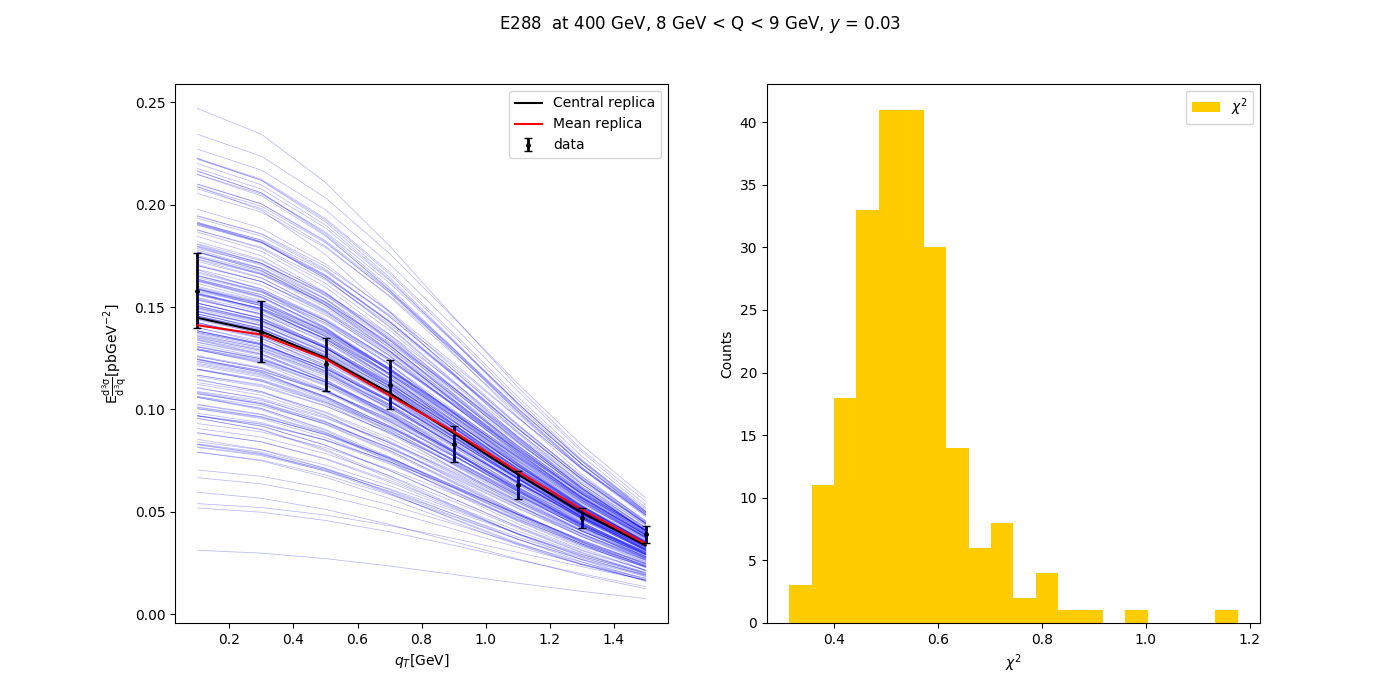 E288  at 400 GeV, 8 GeV < Q < 9 GeV, y = 0.03
0.25
0.20
0.15
0.10
0.05
0.00
E d³σ/d³q [pbGeV⁻²]
0.2 0.4 0.6 0.8 1.0 1.2 1.4
q_T[GeV]
Central replica
Mean replica
data
40
35
30
25
20
15
10
5
0
Counts
0.4 0.6 0.8 1.0 1.2
χ²
χ²